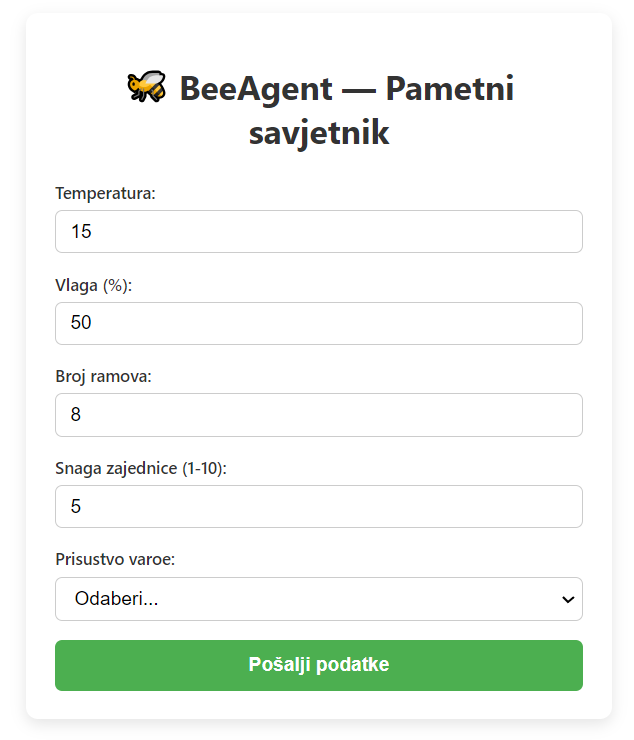 BeeAgent — Pametni
savjetnik
Temperatura:
15
Vlaga (%):
50
Broj ramova:
8
Snaga zajednice (1-10):
5
Prisustvo varoe:
Odaberi...
Pošalji podatke